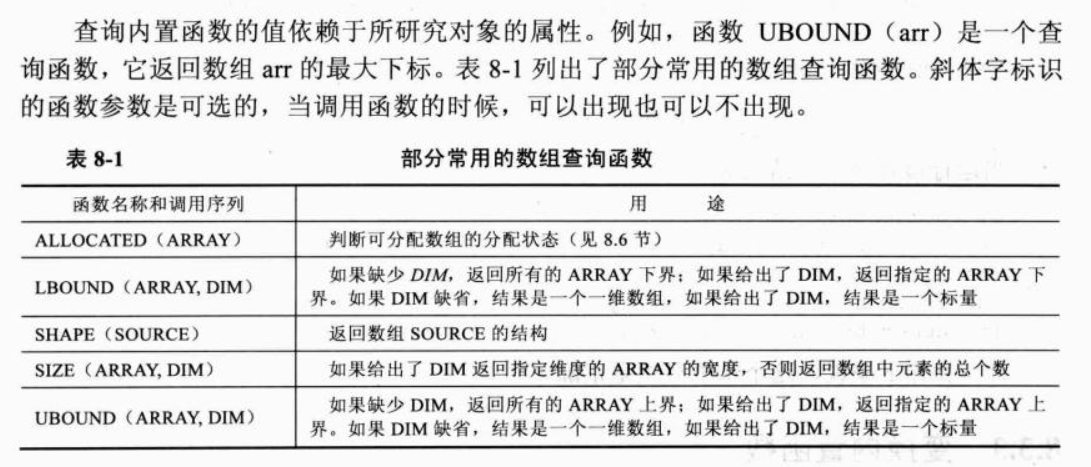 查询内置函数的值依赖于所研究对象的属性。例如，函数 UBOUND（arr）是一个查
询函数，它返回数组 arr 的最大下标。表 8-1 列出了部分常用的数组查询函数。斜体字标识
的函数参数是可选的，当调用函数的时候，可以出现也可以不出现。
表 8-1 部分常用的数组查询函数
函数名称和调用序列 用 途
ALLOCATED（ARRAY） 判断可分配数组的分配状态（见 8.6 节）
LBOUND（ARRAY, DIM） 如果缺少 DIM，返回所有的 ARRAY 下界；如果给出了 DIM，返回指定的 ARRAY 下
界。如果 DIM 缺省，结果是一个一维数组，如果给出了 DIM，结果是一个标量
SHAPE（SOURCE） 返回数组 SOURCE 的结构
SIZE（ARRAY, DIM） 如果给出了 DIM 返回指定维度的 ARRAY 的宽度，否则返回数组中元素的总个数
UBOUND（ARRAY, DIM） 如果缺少 DIM，返回所有的 ARRAY 上界；如果给出了 DIM，返回指定的 ARRAY 上
界。如果 DIM 缺省，结果是一个一维数组，如果给出了 DIM，结果是一个标量